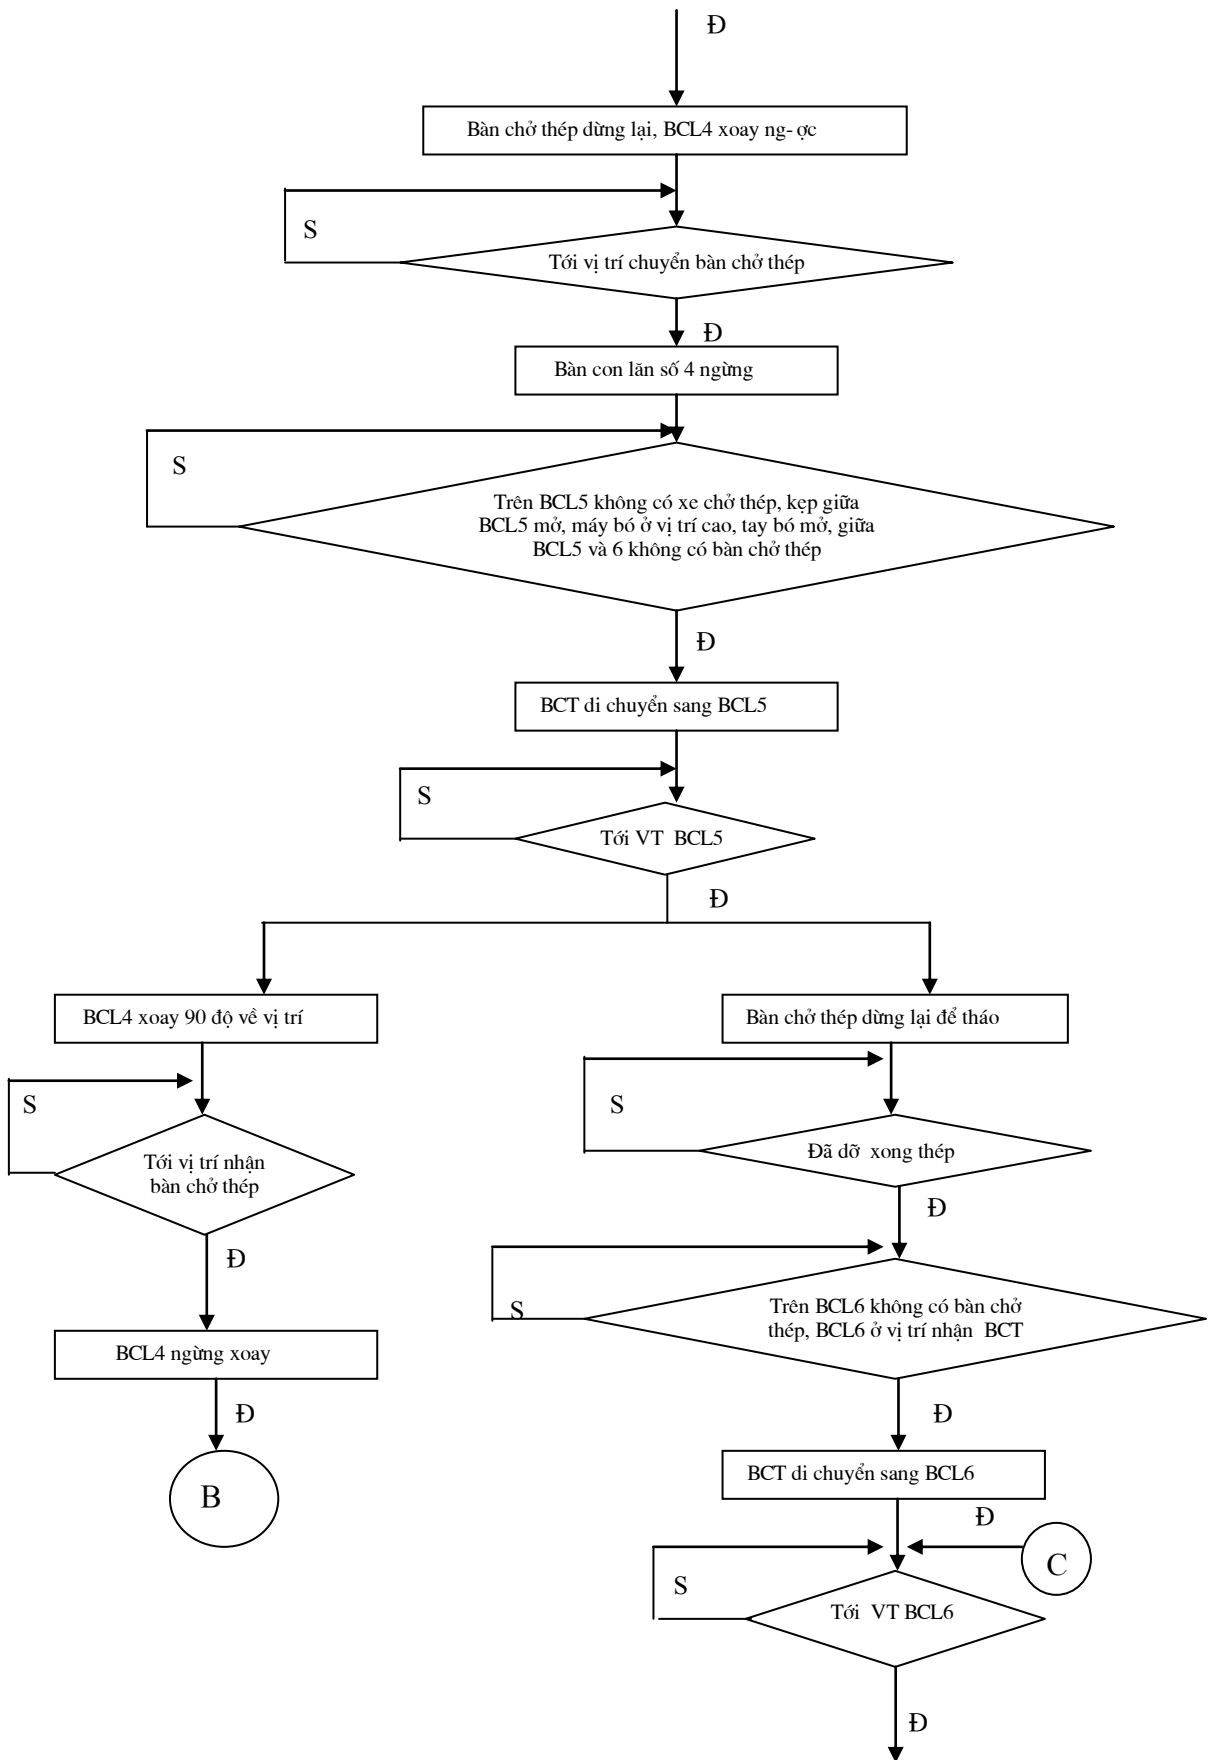 Đ
Bàn chở thép dừng lại, BCL4 xoay ng- ợc
S
Tới vị trí chuyển bàn chở thép
Đ
Bàn con lăn số 4 ngừng
S
Trên BCL5 không có xe chở thép, kẹp giữa
BCL5 mở, máy bó ở vị trí cao, tay bó mở, giữa
BCL5 và 6 không có bàn chở thép
Đ
BCT di chuyển sang BCL5
S
Tới VT BCL5
Đ
BCL4 xoay 90 độ về vị trí
Bàn chở thép dừng lại để tháo
S
S
Tới vị trí nhận
bàn chở thép
Đã dỡ xong thép
Đ
Đ
S
Trên BCL6 không có bàn chở
thép, BCL6 ở vị trí nhận BCT
BCL4 ngừng xoay
Đ
Đ
B
BCT di chuyển sang BCL6
Đ
C
S
Tới VT BCL6
Đ